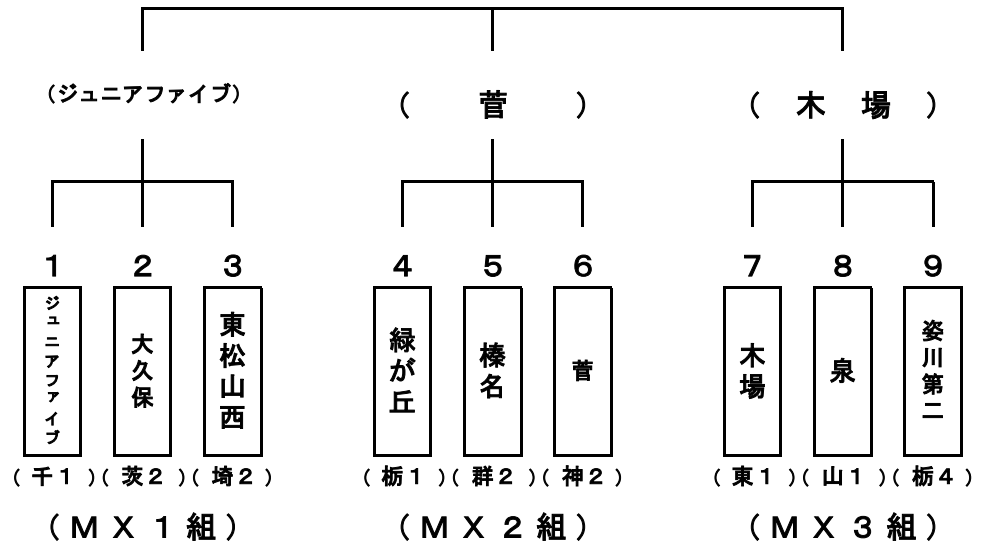 (ジュニアファイブ)
( 菅 )
( 木 場 )
1 2 3 4 5 6 7 8 9
ジュニアファイブ
大久保
東松山西
緑が丘
榛名
菅
木場
泉
姿川第二
(千1) (茨2) (埼2) (栃1) (群2) (神2) (東1) (山1) (栃4)
(MX1組) (MX2組) (MX3組)